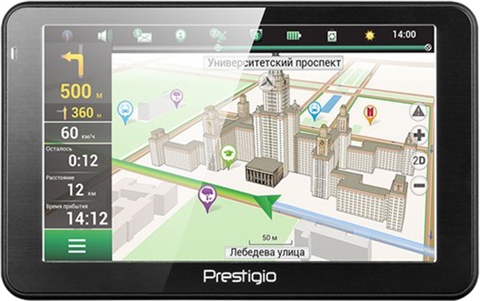 14:00
Университетский проспект
500 м
360 м
60 км/ч
Осталось
0:12
Расстояние
12 км
Время прибытия
14:12
2D
50 м
Лебедева улица
Prestigio